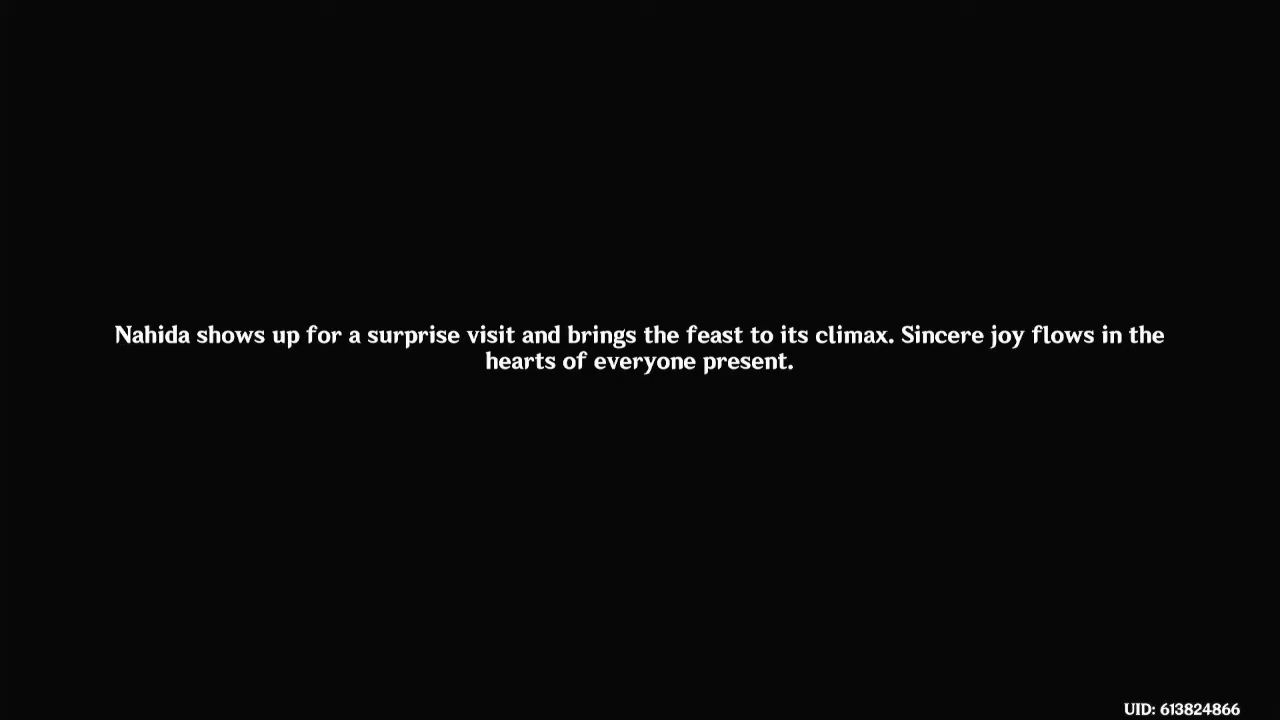 Nahida shows up for a surprise visit and brings the feast to its climax. Sincere joy flows in the
hearts of everyone present.
UID: 613824866